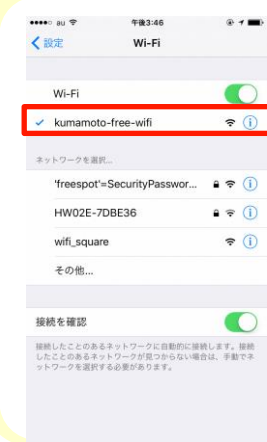 au 午後3:46
設定 Wi-Fi
Wi-Fi
kumamoto-free-wifi
ネットワークを選択...
'freespot'=SecurityPasswor...
HW02E-7DBE36
wifi_square
その他...
接続を確認
接続したことのあるネットワークに自動的に接続します。接続
したことのあるネットワークが見つからない場合は、手動でネ
ットワークを選択する必要があります。